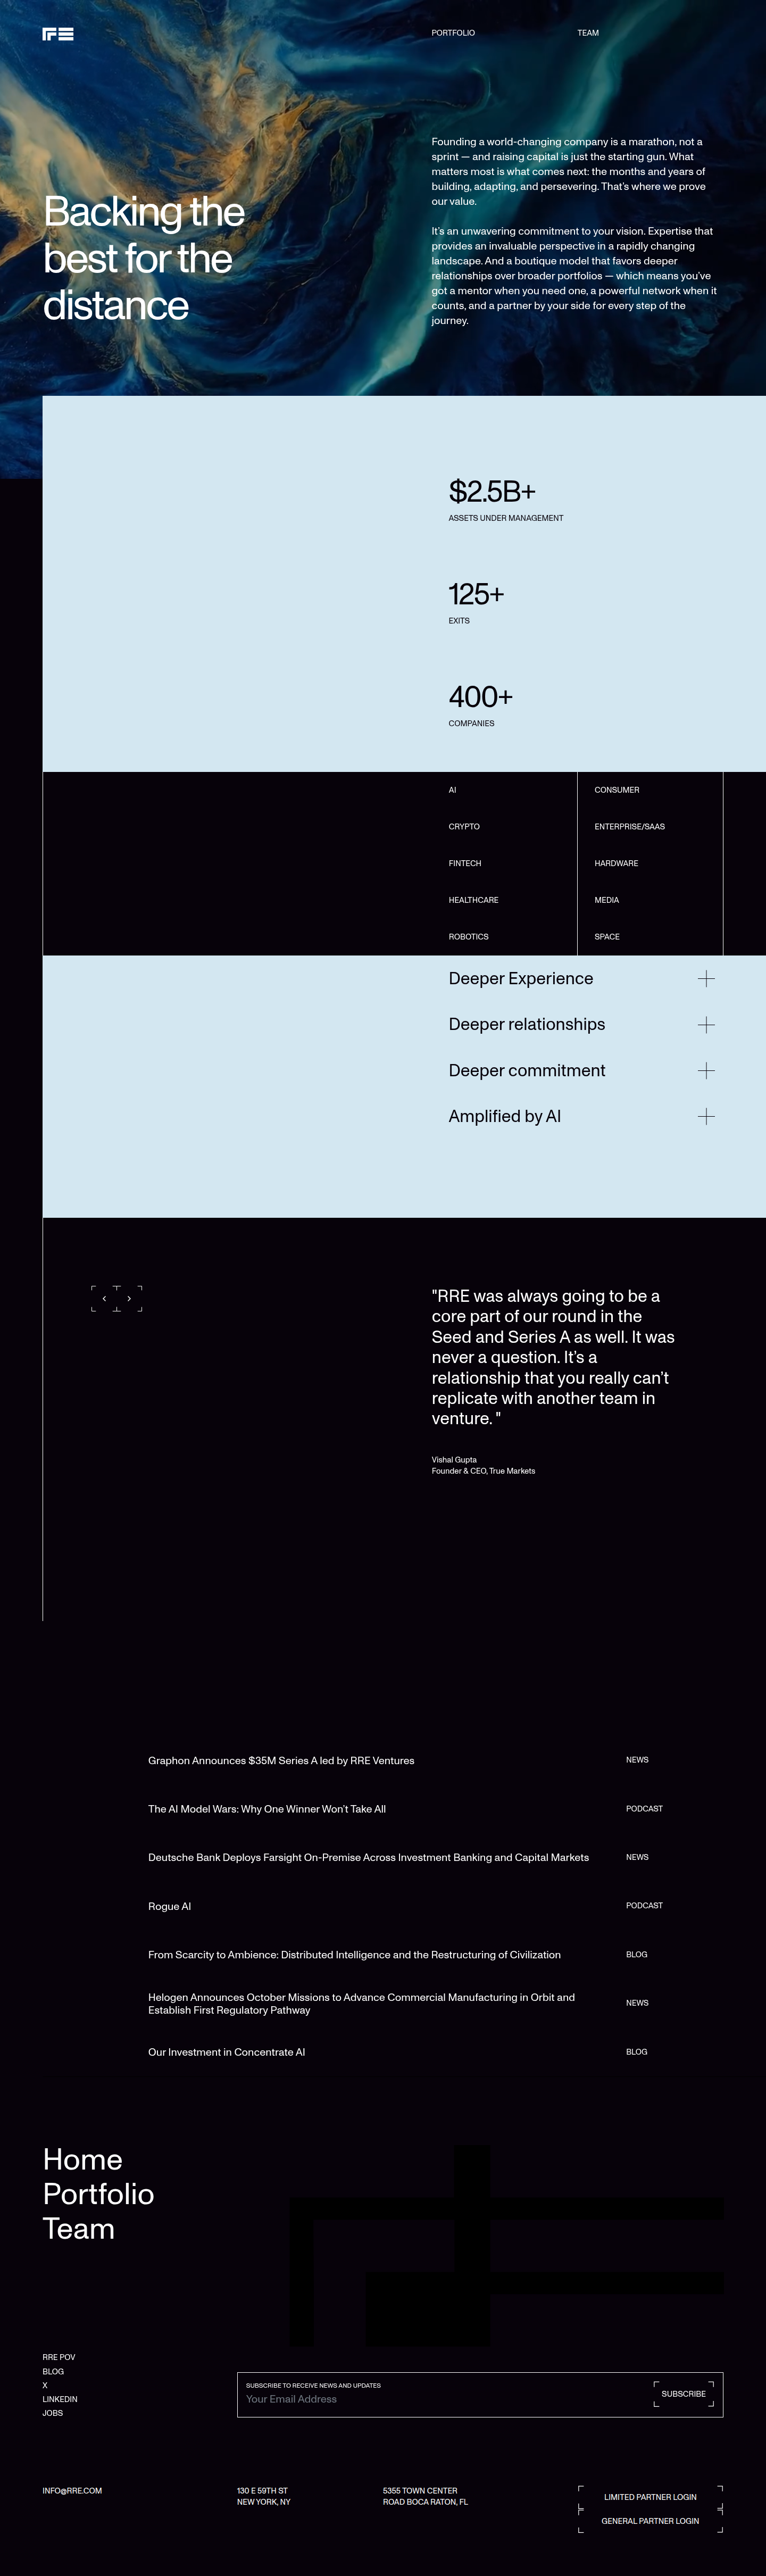 RRE
PORTFOLIO
TEAM
Backing the
best for the
distance
Founding a world-changing company is a marathon, not a
sprint — and raising capital is just the starting gun. What
matters most is what comes next: the months and years of
building, adapting, and persevering. That's where we prove
our value.
It's an unwavering commitment to your vision. Expertise that
provides an invaluable perspective in a rapidly changing
landscape. And a boutique model that favors deeper
relationships over broader portfolios — which means you've
got a mentor when you need one, a powerful network when it
counts, and a partner by your side for every step of the
journey.
$2.5B+
ASSETS UNDER MANAGEMENT
125+
EXITS
400+
COMPANIES
AI
CONSUMER
CRYPTO
ENTERPRISE/SAAS
FINTECH
HARDWARE
HEALTHCARE
MEDIA
ROBOTICS
SPACE
Deeper Experience
Deeper relationships
Deeper commitment
Amplified by AI
"RRE was always going to be a
core part of our round in the
Seed and Series A as well. It was
never a question. It's a
relationship that you really can't
replicate with another team in
venture. "
Vishal Gupta
Founder & CEO, True Markets
Graphon Announces $35M Series A led by RRE Ventures
NEWS
The AI Model Wars: Why One Winner Won't Take All
PODCAST
Deutsche Bank Deploys Farsight On-Premise Across Investment Banking and Capital Markets
NEWS
Rogue AI
PODCAST
From Scarcity to Ambience: Distributed Intelligence and the Restructuring of Civilization
BLOG
Helogen Announces October Missions to Advance Commercial Manufacturing in Orbit and
Establish First Regulatory Pathway
NEWS
Our Investment in Concentrate AI
BLOG
Home
Portfolio
Team
RRE POV
BLOG
X
LINKEDIN
JOBS
SUBSCRIBE TO RECEIVE NEWS AND UPDATES
Your Email Address
SUBSCRIBE
INFO@RRE.COM
130 E 59TH ST
NEW YORK, NY
5355 TOWN CENTER
ROAD BOCA RATON, FL
LIMITED PARTNER LOGIN
GENERAL PARTNER LOGIN